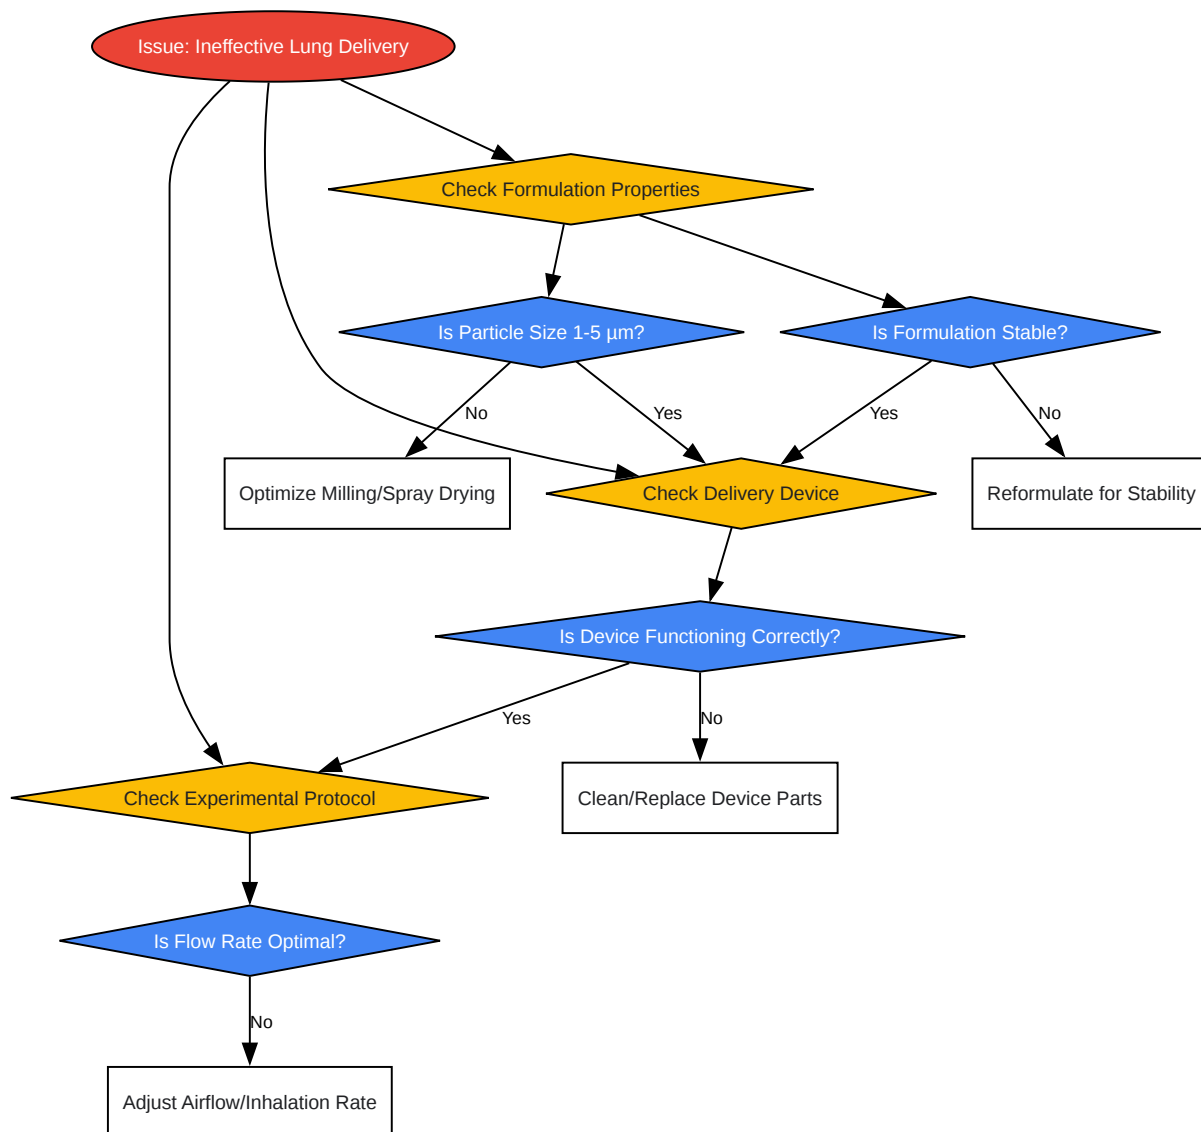 Issue: Ineffective Lung Delivery
Check Formulation Properties
Is Particle Size 1-5 µm?
Is Formulation Stable?
No
Yes
Yes
No
Optimize Milling/Spray Drying
Check Delivery Device
Reformulate for Stability
Is Device Functioning Correctly?
Yes
No
Check Experimental Protocol
Clean/Replace Device Parts
Is Flow Rate Optimal?
No
Adjust Airflow/Inhalation Rate